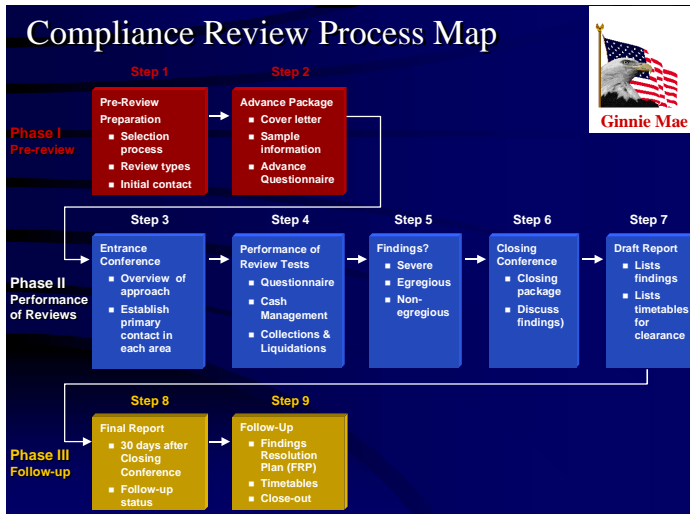 Compliance Review Process Map
Ginnie Mae
Step 1
Step 2
Phase I
Pre-review
Pre-Review
Preparation
■ Selection
process
■ Review types
■ Initial contact
Advance Package
■ Cover letter
■ Sample
information
■ Advance
Questionnaire
Step 3
Step 4
Step 5
Step 6
Step 7
Phase II
Performance
of Reviews
Entrance
Conference
■ Overview of
approach
■ Establish
primary
contact in
each area
Performance of
Review Tests
■ Questionnaire
■ Cash
Management
■ Collections &
Liquidations
Findings?
■ Severe
■ Egregious
■ Non-
egregious
Closing
Conference
■ Closing
package
■ Discuss
findings)
Draft Report
■ Lists
findings
■ Lists
timetables
for
clearance
Step 8
Step 9
Phase III
Follow-up
Final Report
■ 30 days after
Closing
Conference
■ Follow-up
status
Follow-Up
■ Findings
Resolution
Plan (FRP)
■ Timetables
■ Close-out